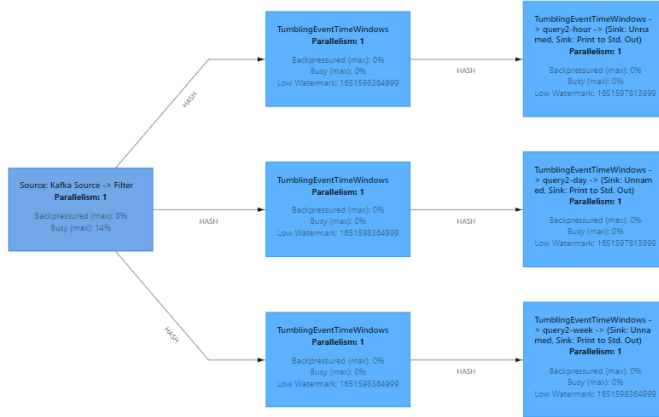 TumblingEventTimeWindows
Parallelism: 1
Backpressured (max): 0%
Busy (max): 0%
Low Watermark: 1651598364999
HASH
TumblingEventTimeWindows -
> query2-hour -> (Sink: Unna
med, Sink: Print to Std. Out)
Parallelism: 1
Backpressured (max): 0%
Busy (max): 0%
Low Watermark: 1651597813999
HASH
Source: Kafka Source -> Filter
Parallelism: 1
Backpressured (max): 0%
Busy (max): 14%
HASH
TumblingEventTimeWindows
Parallelism: 1
Backpressured (max): 0%
Busy (max): 0%
Low Watermark: 1651598364999
HASH
TumblingEventTimeWindows -
> query2-day -> (Sink: Unnam
ed, Sink: Print to Std. Out)
Parallelism: 1
Backpressured (max): 0%
Busy (max): 0%
Low Watermark: 1651597813999
HASH
TumblingEventTimeWindows
Parallelism: 1
Backpressured (max): 0%
Busy (max): 0%
Low Watermark: 1651598364999
HASH
TumblingEventTimeWindows -
> query2-week -> (Sink: Unna
med, Sink: Print to Std. Out)
Parallelism: 1
Backpressured (max): 0%
Busy (max): 0%
Low Watermark: 1651597813999